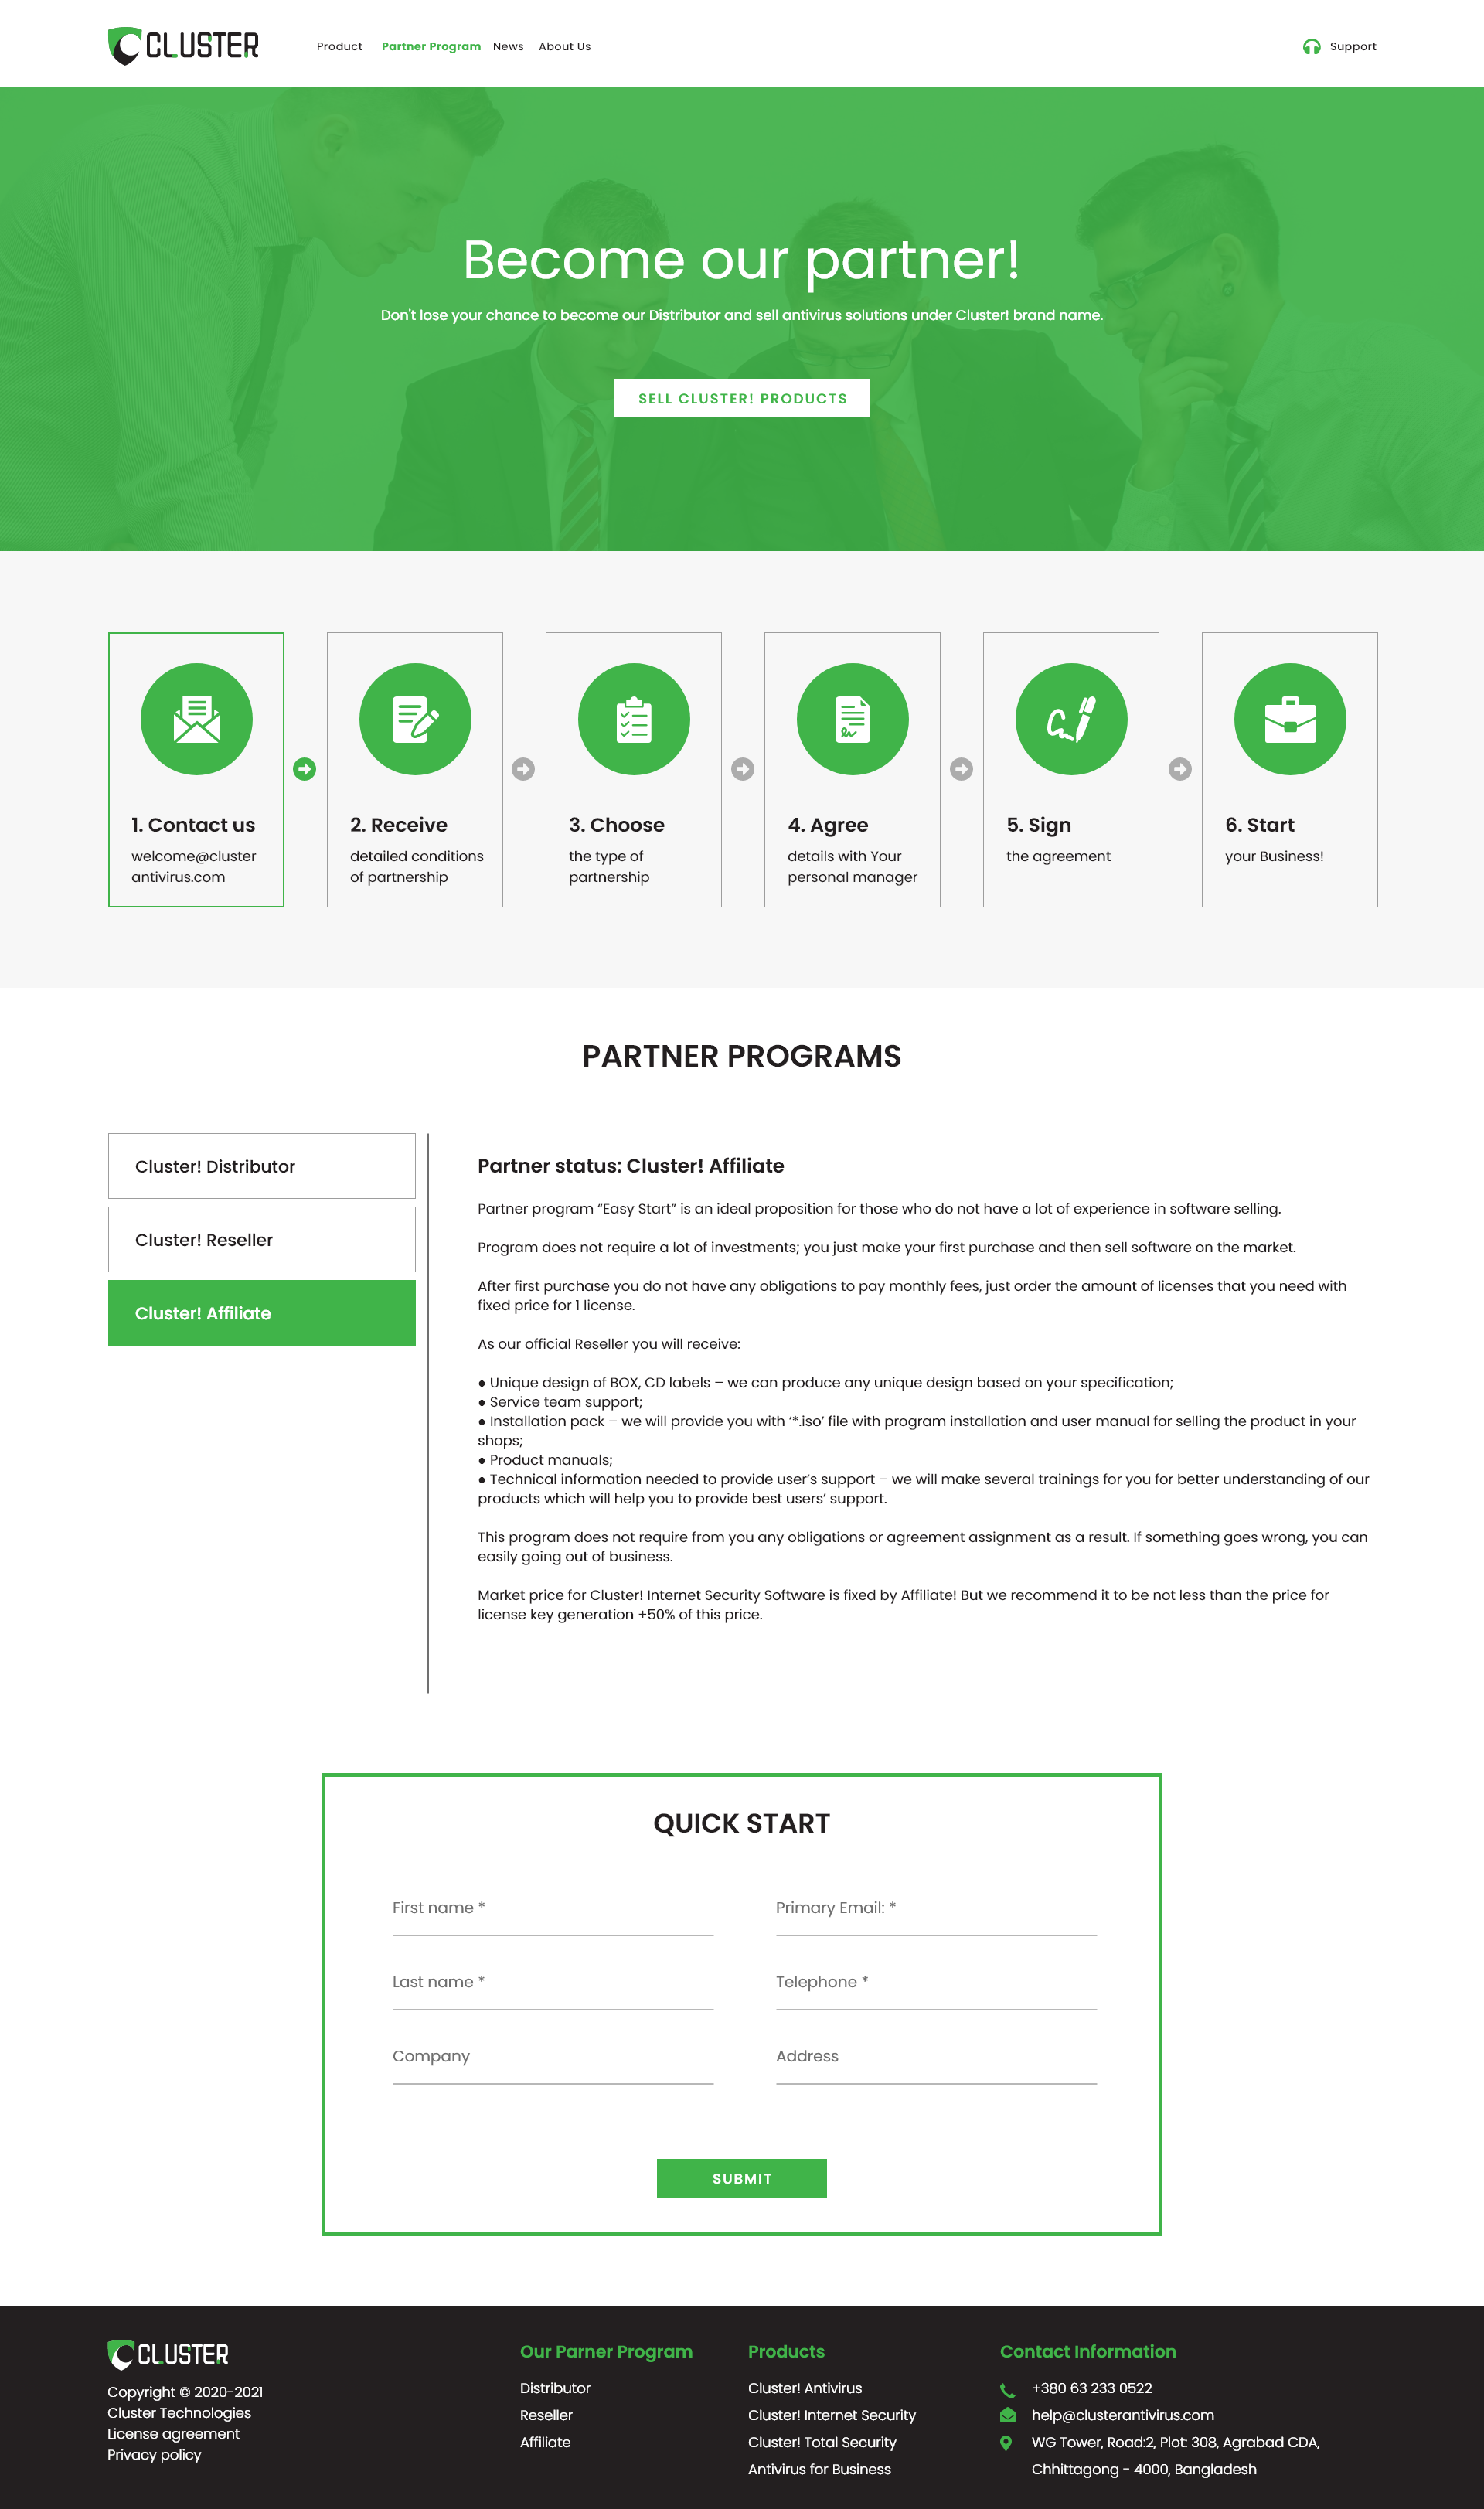 CLUSTER
Product Partner Program News About Us
Support
Become our partner!
Don't lose your chance to become our Distributor and sell antivirus solutions under Cluster! brand name.
SELL CLUSTER! PRODUCTS
1. Contact us
welcome@cluster
antivirus.com
2. Receive
detailed conditions
of partnership
3. Choose
the type of
partnership
4. Agree
details with Your
personal manager
5. Sign
the agreement
6. Start
your Business!
PARTNER PROGRAMS
Cluster! Distributor
Cluster! Reseller
Cluster! Affiliate
Partner status: Cluster! Affiliate
Partner program “Easy Start” is an ideal proposition for those who do not have a lot of experience in software selling.
Program does not require a lot of investments; you just make your first purchase and then sell software on the market.
After first purchase you do not have any obligations to pay monthly fees, just order the amount of licenses that you need with
fixed price for 1 license.
As our official Reseller you will receive:
● Unique design of BOX, CD labels – we can produce any unique design based on your specification;
● Service team support;
● Installation pack – we will provide you with ‘*.iso’ file with program installation and user manual for selling the product in your
shops;
● Product manuals;
● Technical information needed to provide user’s support – we will make several trainings for you for better understanding of our
products which will help you to provide best users’ support.
This program does not require from you any obligations or agreement assignment as a result. If something goes wrong, you can
easily going out of business.
Market price for Cluster! Internet Security Software is fixed by Affiliate! But we recommend it to be not less than the price for
license key generation +50% of this price.
QUICK START
First name *
Primary Email: *
Last name *
Telephone *
Company
Address
SUBMIT
CLUSTER
Copyright © 2020-2021
Cluster Technologies
License agreement
Privacy policy
Our Parner Program
Distributor
Reseller
Affiliate
Products
Cluster! Antivirus
Cluster! Internet Security
Cluster! Total Security
Antivirus for Business
Contact Information
+380 63 233 0522
help@clusterantivirus.com
WG Tower, Road:2, Plot: 308, Agrabad CDA,
Chhittagong - 4000, Bangladesh